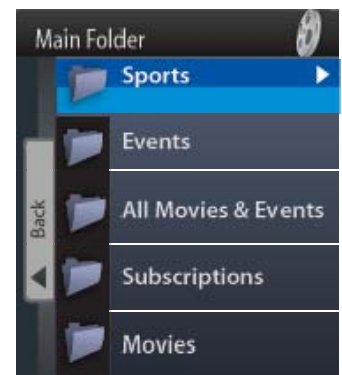 Main Folder
Sports
Events
All Movies & Events
Subscriptions
Movies
Back